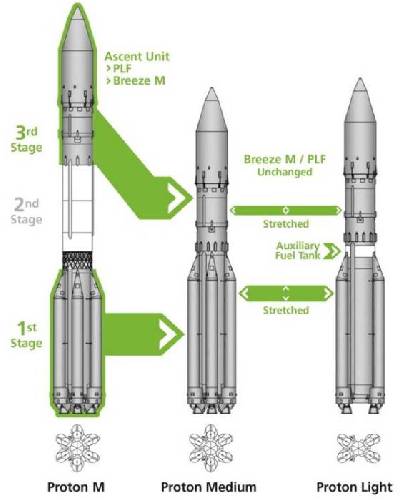 Ascent Unit
> PLF
> Breeze M
3rd
Stage
2nd
Stage
Breeze M / PLF
Unchanged
Stretched
Auxiliary
Fuel Tank
Stretched
1st
Stage
Proton M
Proton Medium
Proton Light